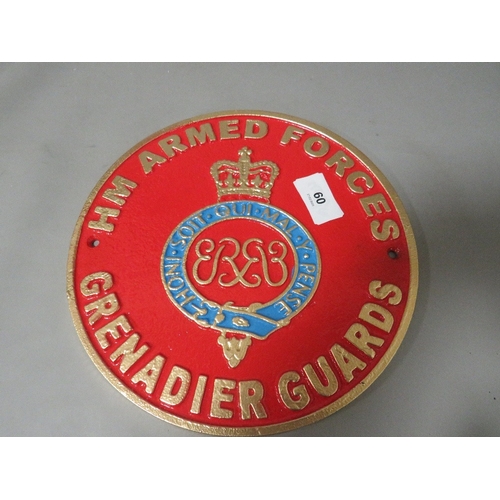 HM ARMED FORCES
60
HONI·SOIT·QUI·MAL·Y·PENSE
GRENADIER GUARDS